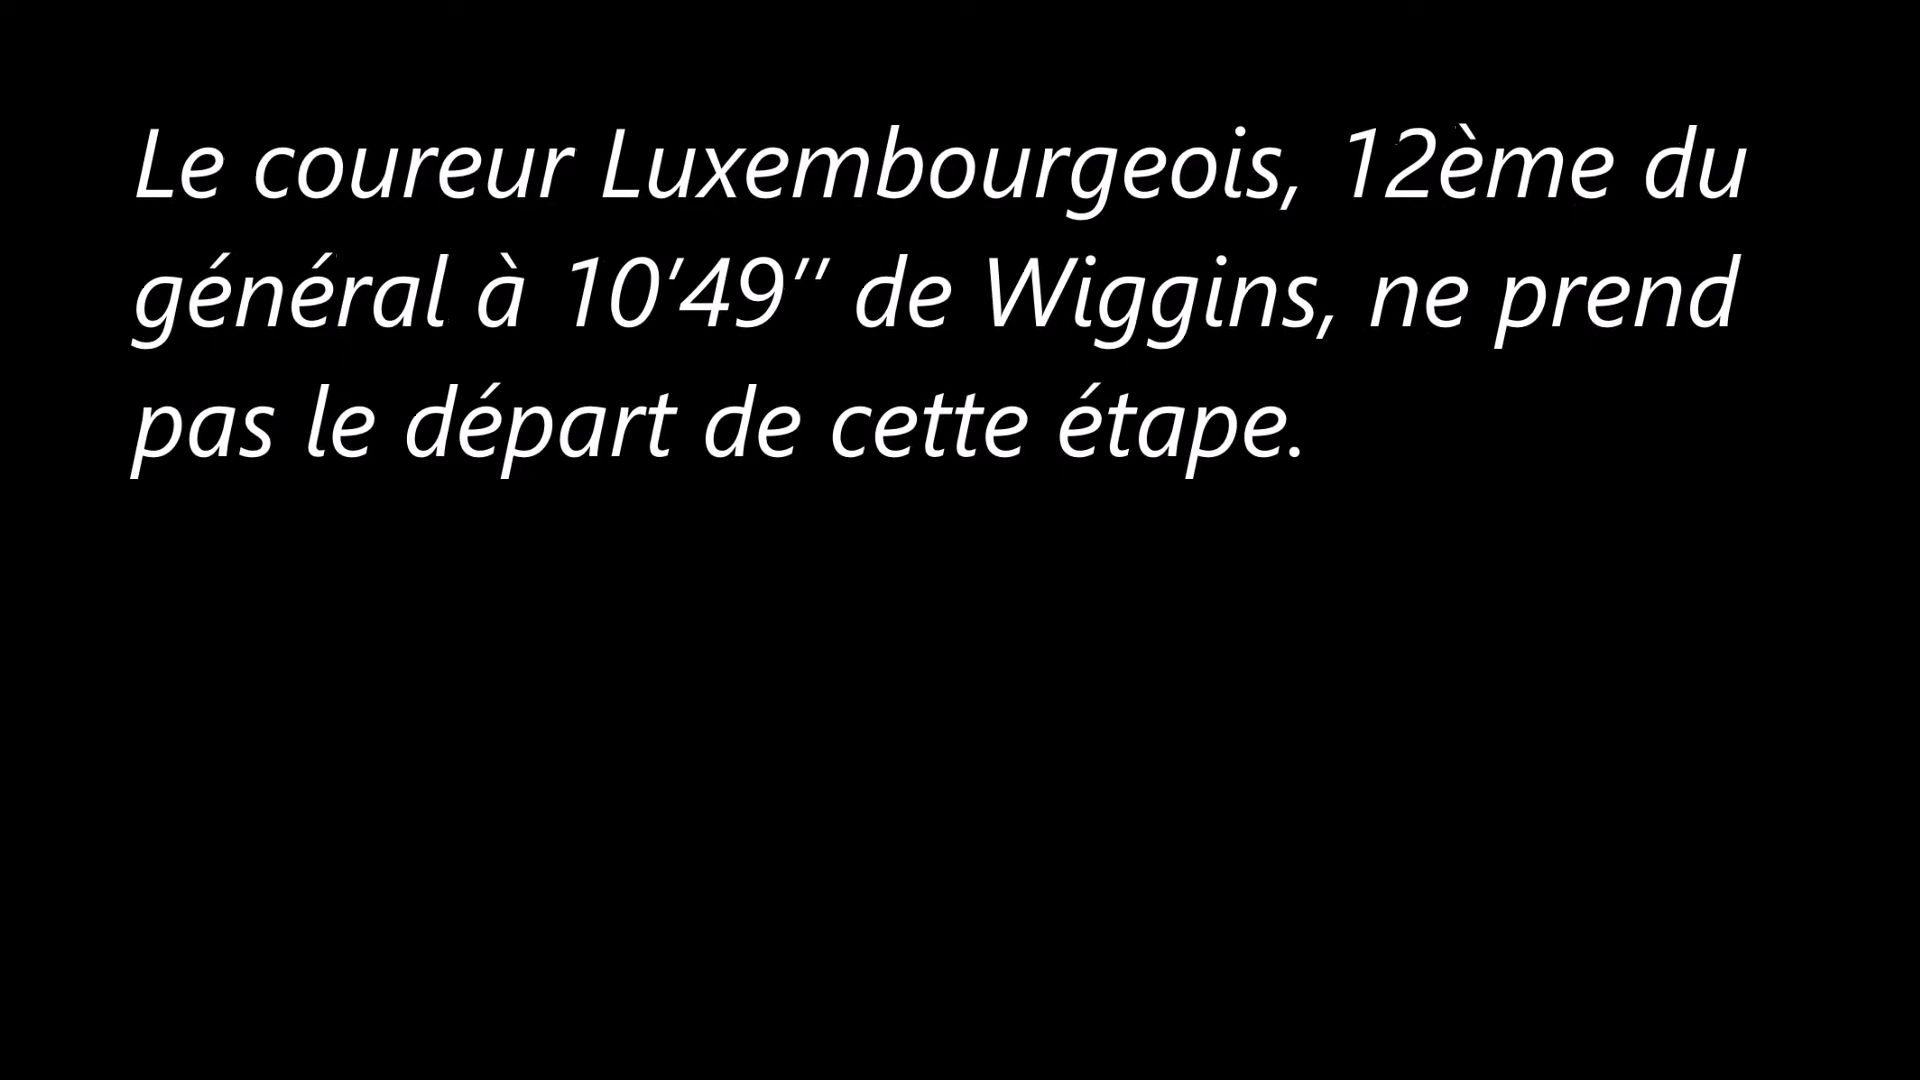 Le coureur Luxembourgeois, 12ème du
général à 10’49’’ de Wiggins, ne prend
pas le départ de cette étape.